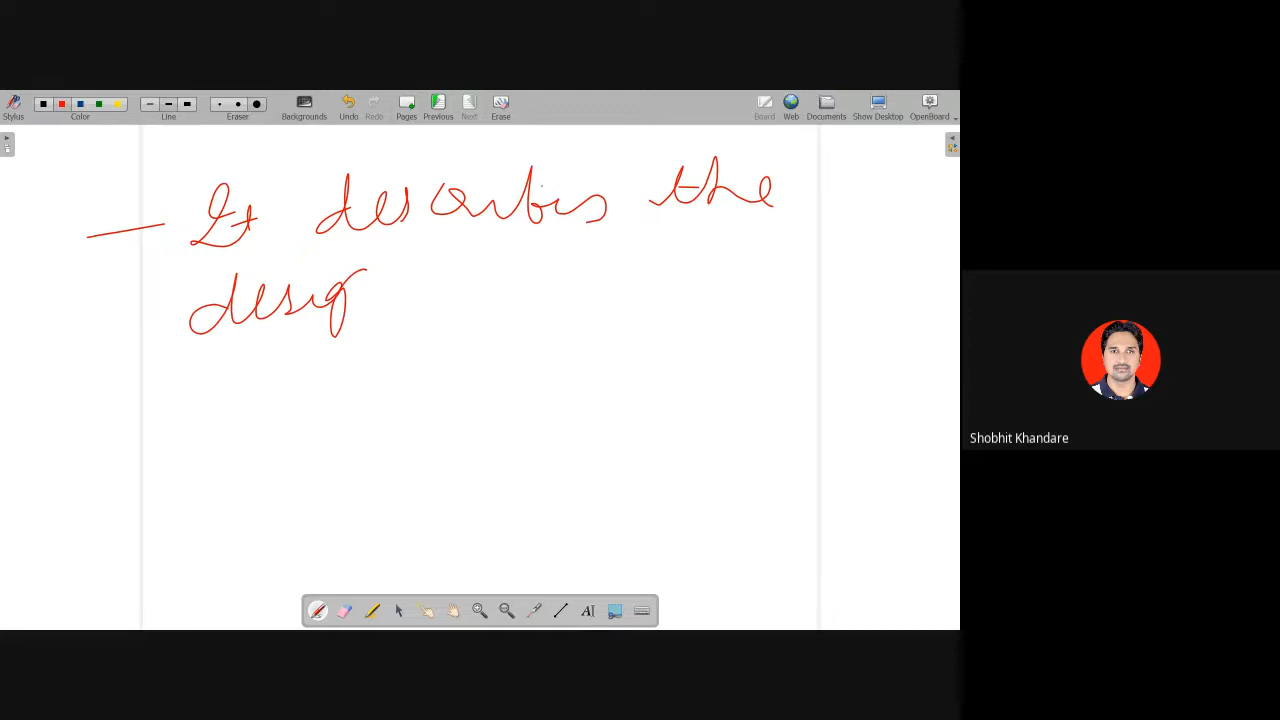 Stylus Color Line Eraser Backgrounds Undo Redo Pages Previous Next Erase Board Web Documents Show Desktop OpenBoard
— It describes the
desig
Shobhit Khandare